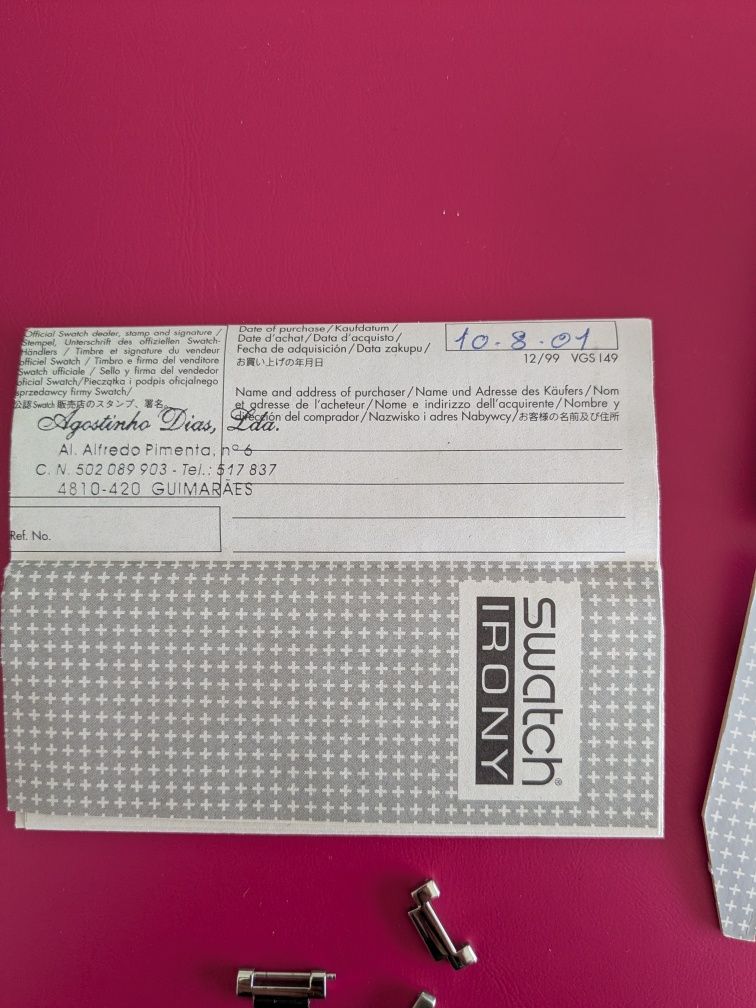 Official Swatch dealer, stamp and signature /
Stempel, Unterschrift des offiziellen Swatch-
Händlers / Timbre et signature du vendeur
officiel Swatch / Timbro e firma del venditore
Swatch ufficiale / Sello y firma del vendedor
oficial Swatch/Pieczątka i podpis oficjalnego
sprzedawcy firmy Swatch/
公認Swatch販売店のスタンプ、署名
Agostinho Dias, Lda.
Al. Alfredo Pimenta, nº 6
C. N. 502 089 903 - Tel.: 517 837
4810-420 GUIMARÃES
Ref. No.
Date of purchase/Kaufdatum/
Date d'achat/Data d'acquisto/
Fecha de adquisición/Data zakupu/
お買い上げの年月日
10.8.01
12/99 VGS149
Name and address of purchaser/Name und Adresse des Käufers/Nom
et adresse de l'acheteur/Nome e indirizzo dell'acquirente/Nombre y
dirección del comprador/Nazwisko i adres Nabywcy/お客様の名前及び住所
swatch®
IRONY